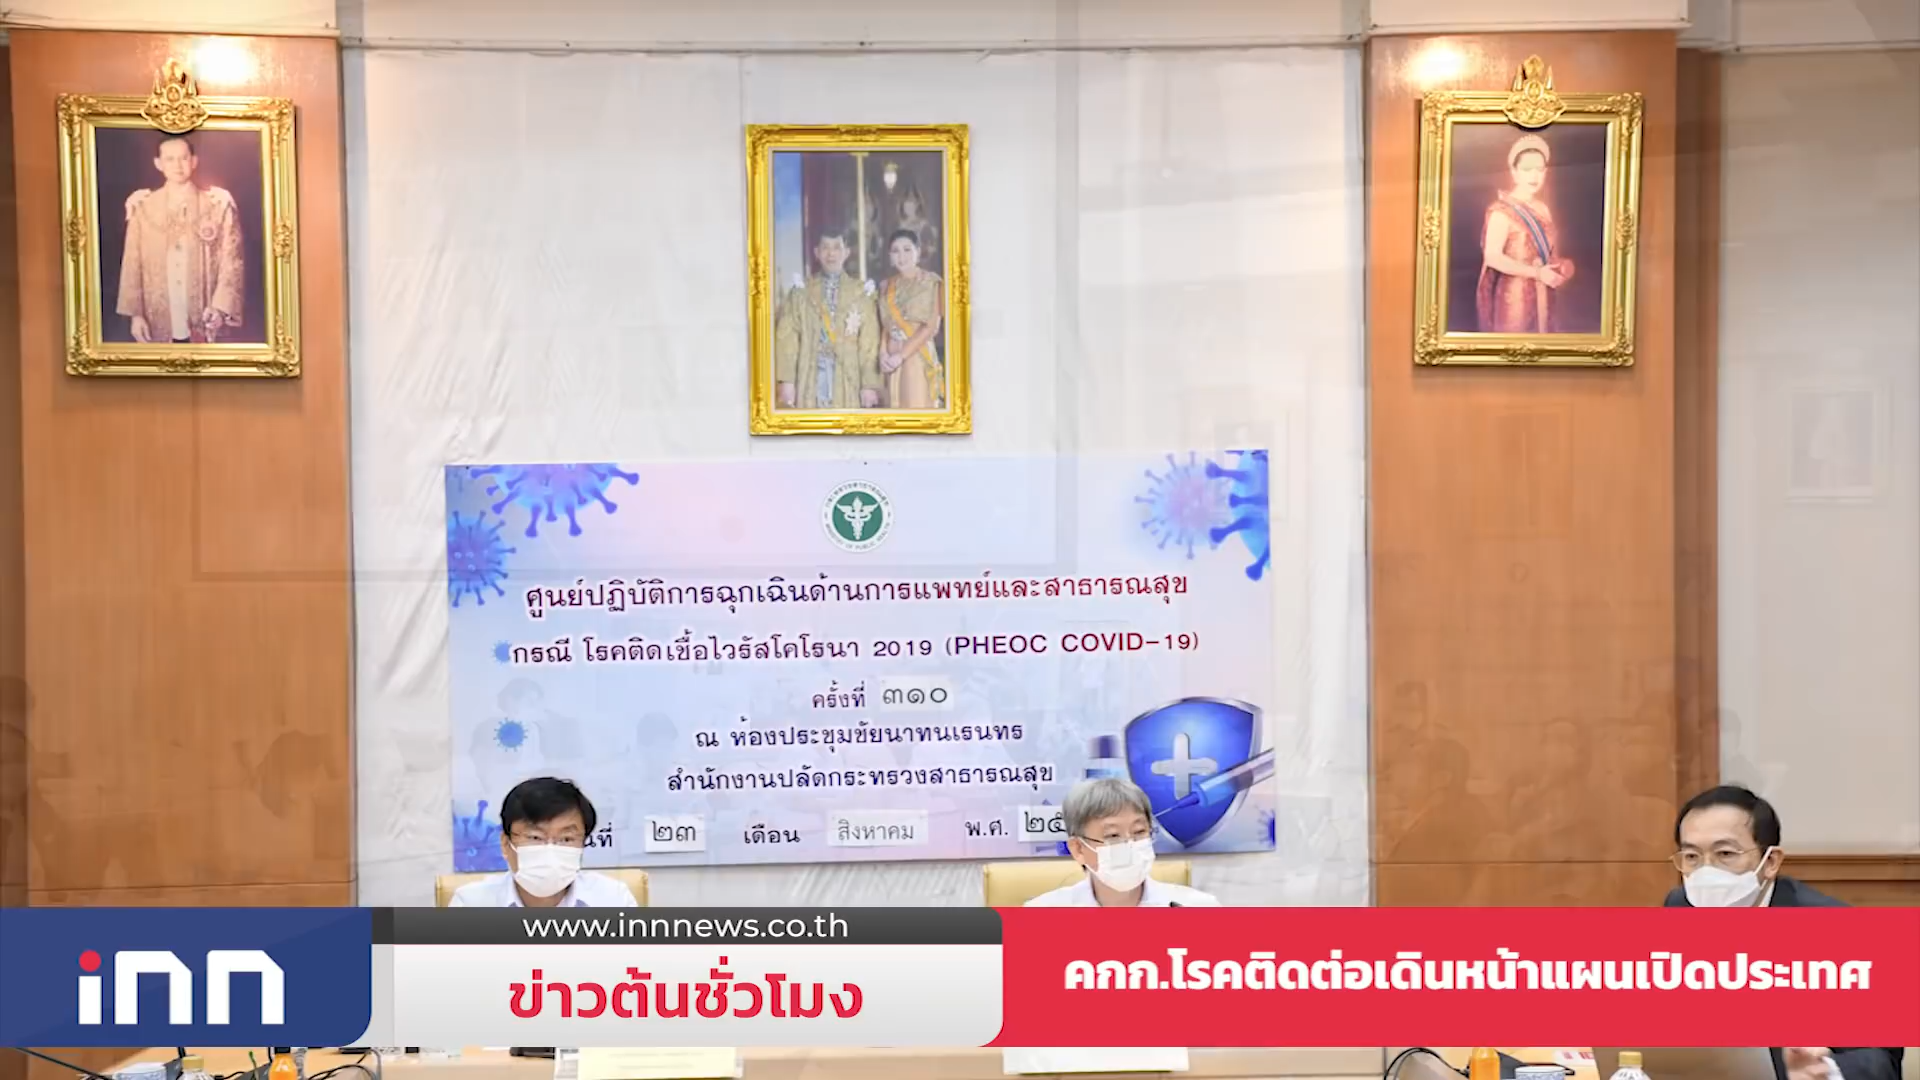 ศูนย์ปฏิบัติการฉุกเฉินด้านการแพทย์และสาธารณสุข
กรณี โรคติดเชื้อไวรัสโคโรนา 2019 (PHEOC COVID-19)
ครั้งที่ ๓๑๐
ณ ห้องประชุมชัยนาทนเรนทร
สำนักงานปลัดกระทรวงสาธารณสุข
๒๓ เดือน สิงหาคม พ.ศ. ๒๕
inn
www.innnews.co.th
ข่าวต้นชั่วโมง
คกก.โรคติดต่อเดินหน้าแผนเปิดประเทศ